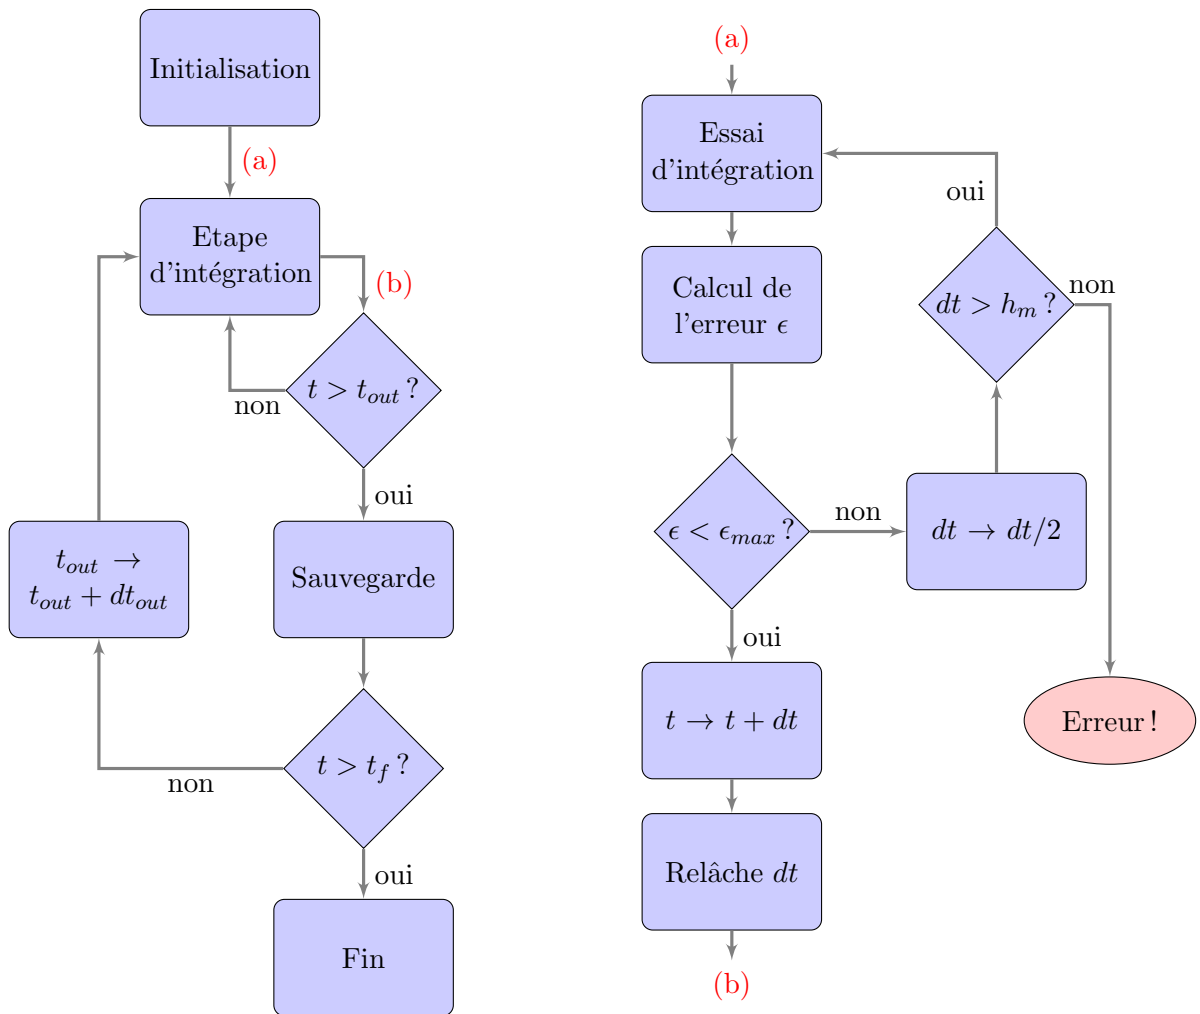 Initialisation
(a)
Etape
d'intégration
(b)
t > t_out ?
non
oui
t_out →
t_out + dt_out
Sauvegarde
t > t_f ?
non
oui
Fin
(a)
Essai
d'intégration
oui
Calcul de
l'erreur ϵ
dt > h_m ?
non
ϵ < ϵ_max ?
non
dt → dt/2
oui
t → t + dt
Erreur !
Relâche dt
(b)